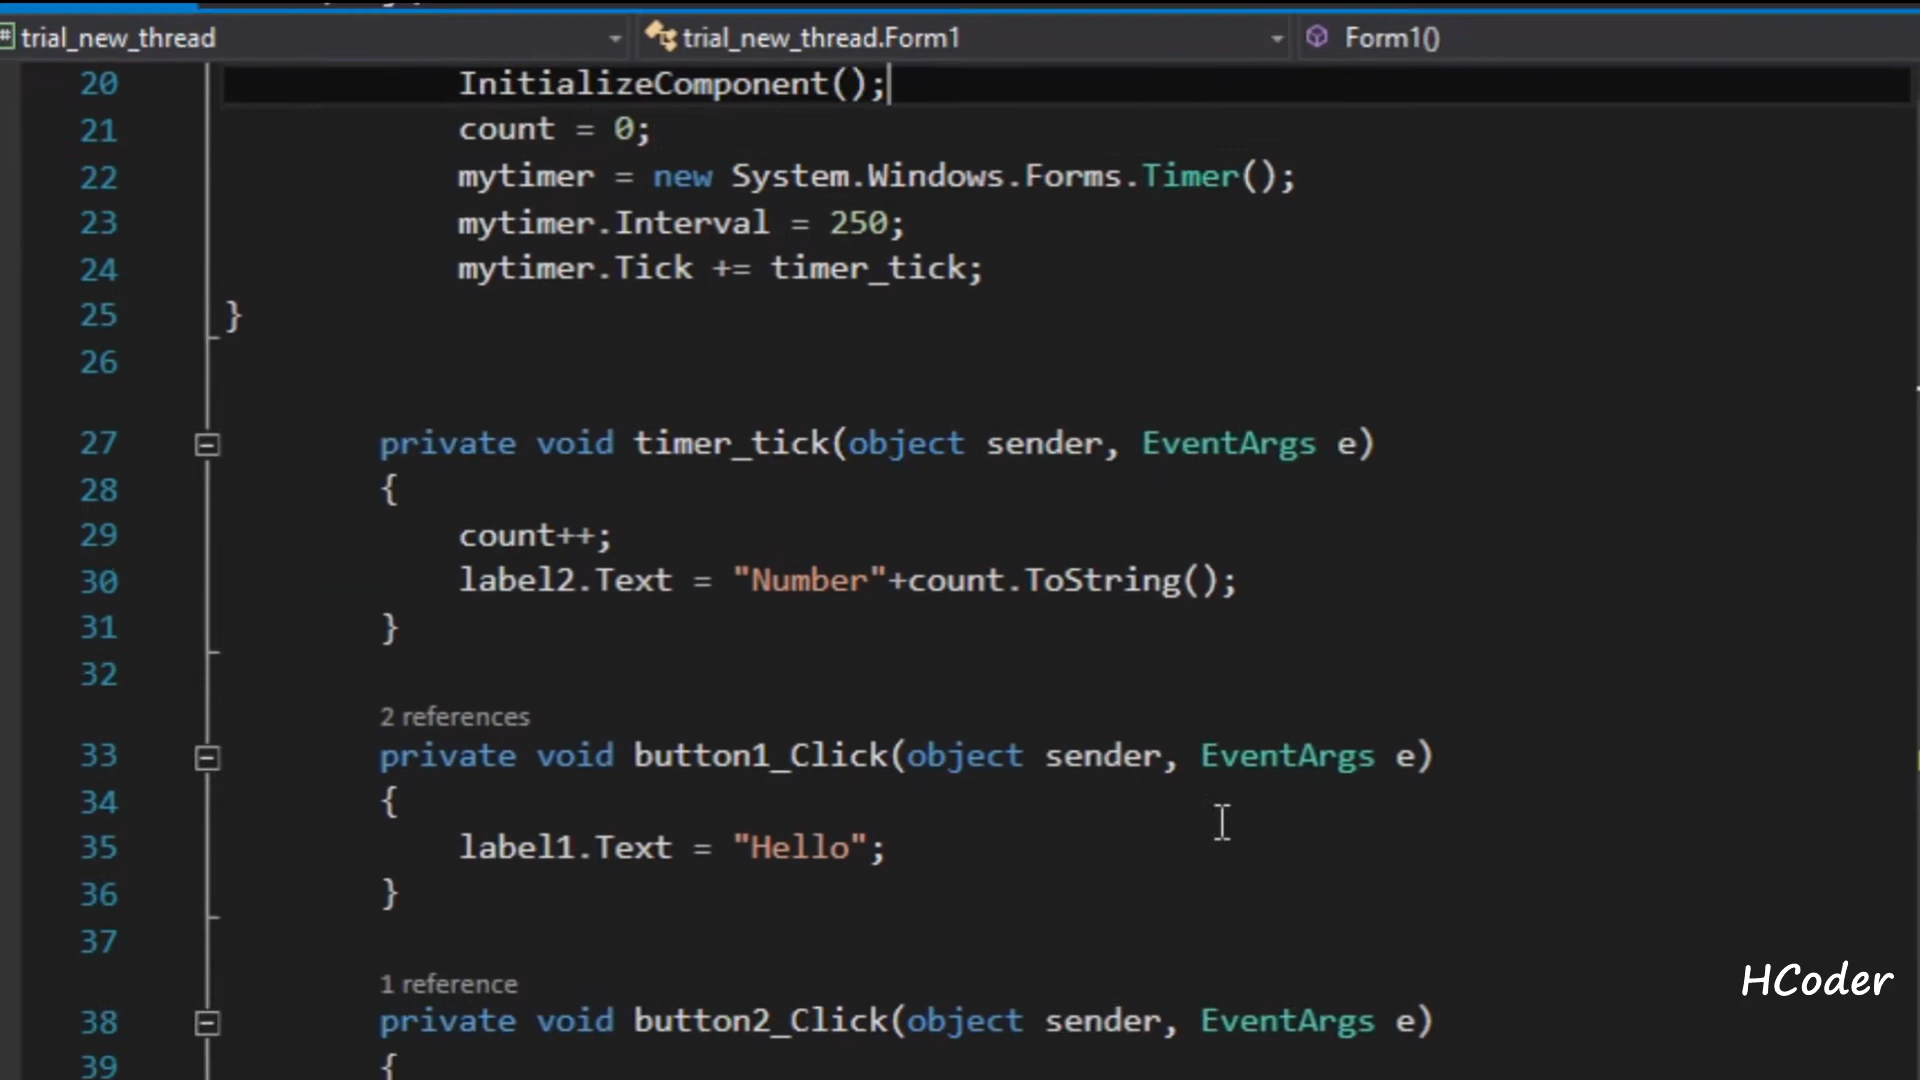 trial_new_thread trial_new_thread.Form1 Form1()
20 InitializeComponent();
21 count = 0;
22 mytimer = new System.Windows.Forms.Timer();
23 mytimer.Interval = 250;
24 mytimer.Tick += timer_tick;
25 }
26
27 private void timer_tick(object sender, EventArgs e)
28 {
29 count++;
30 label2.Text = "Number"+count.ToString();
31 }
32
2 references
33 private void button1_Click(object sender, EventArgs e)
34 {
35 label1.Text = "Hello";
36 }
37
1 reference
38 private void button2_Click(object sender, EventArgs e)
39 {
HCoder